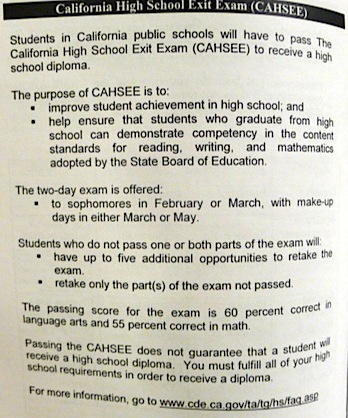 California High School Exit Exam (CAHSEE)
Students in California public schools will have to pass The
California High School Exit Exam (CAHSEE) to receive a high
school diploma.
The purpose of CAHSEE is to:
▪ improve student achievement in high school; and
▪ help ensure that students who graduate from high
school can demonstrate competency in the content
standards for reading, writing, and mathematics
adopted by the State Board of Education.
The two-day exam is offered:
▪ to sophomores in February or March, with make-up
days in either March or May.
Students who do not pass one or both parts of the exam will:
▪ have up to five additional opportunities to retake the
exam.
▪ retake only the part(s) of the exam not passed.
The passing score for the exam is 60 percent correct in
language arts and 55 percent correct in math.
Passing the CAHSEE does not guarantee that a student will
receive a high school diploma. You must fulfill all of your high
school requirements in order to receive a diploma.
For more information, go to www.cde.ca.gov/ta/tg/hs/faq.asp